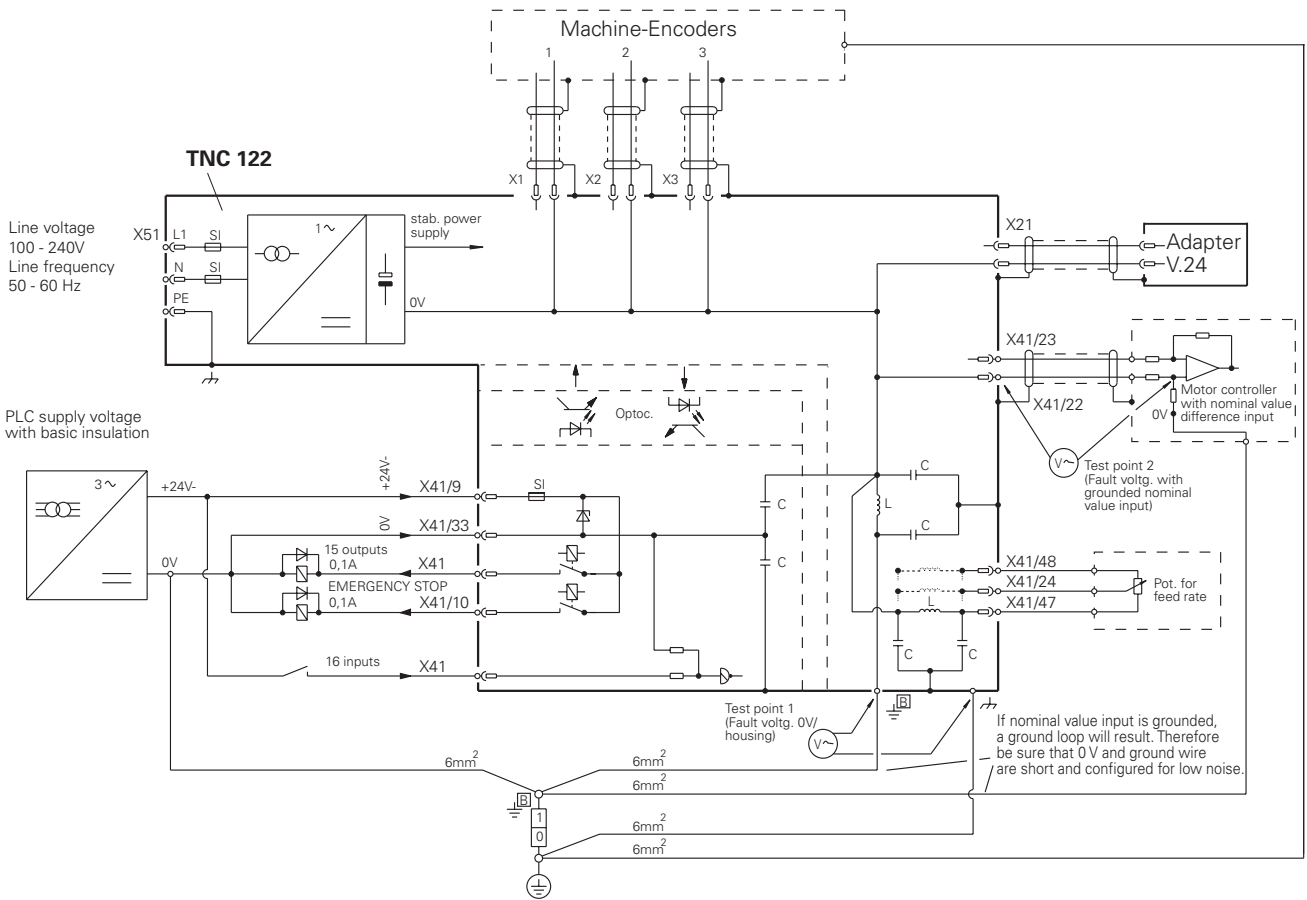 Machine-Encoders
1 2 3
TNC 122
X1 X2 X3
Line voltage
100 - 240V
Line frequency
50 - 60 Hz
X51 L1 SI
N SI
PE
1~
stab. power
supply
0V
X21
Adapter
V.24
X41/23
X41/22
Motor controller
with nominal value
difference input
0V
V~
Test point 2
(Fault voltg. with
grounded nominal
value input)
Optoc.
PLC supply voltage
with basic insulation
3~
+24V-
0V
+24V-
0V
X41/9
SI
X41/33
15 outputs
0,1A
X41
EMERGENCY STOP
0,1A
X41/10
16 inputs
X41
C
C
C
L
C
X41/48
X41/24
X41/47
L
C
C
Pot. for
feed rate
Test point 1
(Fault voltg. 0V/
housing)
V~
B
If nominal value input is grounded,
a ground loop will result. Therefore
be sure that 0 V and ground wire
are short and configured for low noise.
6mm²
6mm²
6mm²
B
1
0
6mm²
6mm²